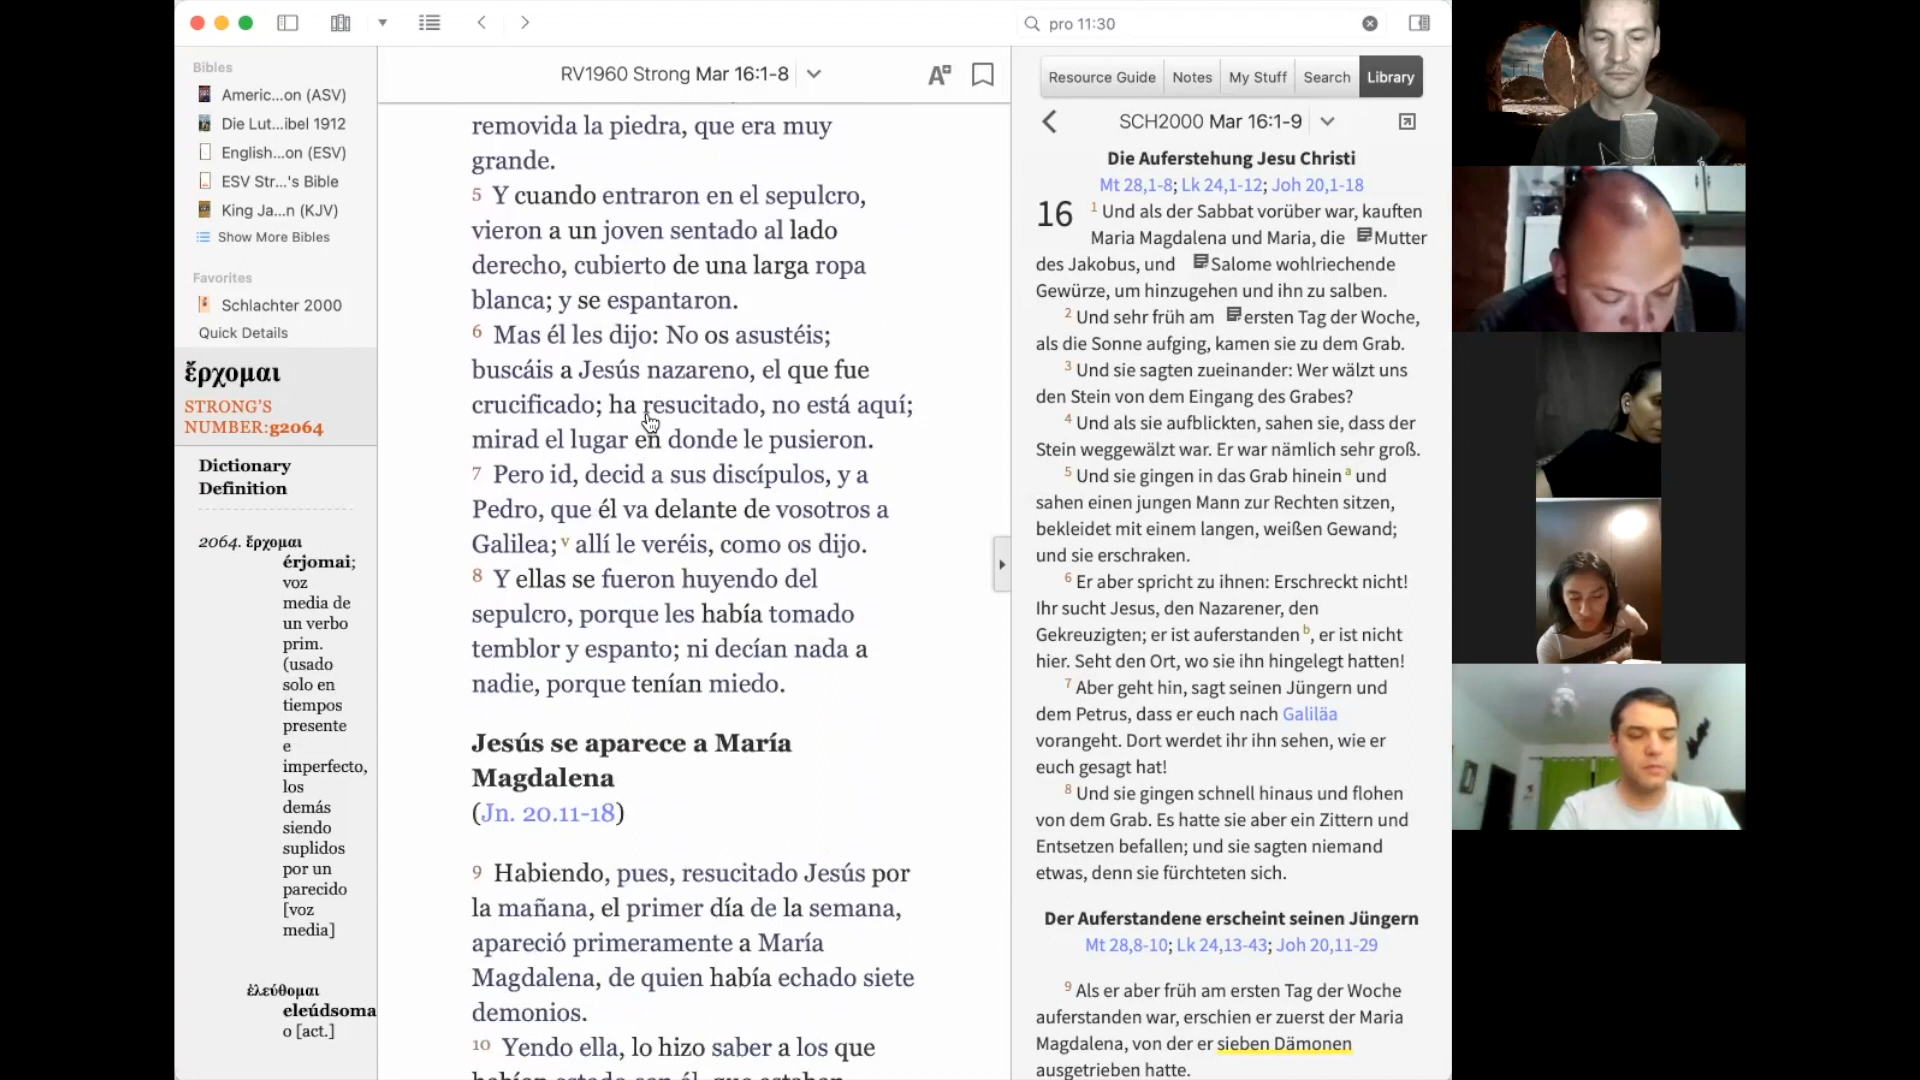 pro 11:30
Bibles
Americ...on (ASV)
Die Lut...ibel 1912
English...on (ESV)
ESV Str...'s Bible
King Ja...n (KJV)
Show More Bibles
Favorites
Schlachter 2000
Quick Details
ἔρχομαι
STRONG'S
NUMBER:g2064
Dictionary
Definition
2064. ἔρχομαι
érjomai;
voz
media de
un verbo
prim.
(usado
solo en
tiempos
presente
e
imperfecto,
los
demás
siendo
suplidos
por un
parecido
[voz
media]
ἐλεύθομαι
eleúdsoma
o [act.]
RV1960 Strong Mar 16:1-8
removida la piedra, que era muy
grande.
5 Y cuando entraron en el sepulcro,
vieron a un joven sentado al lado
derecho, cubierto de una larga ropa
blanca; y se espantaron.
6 Mas él les dijo: No os asustéis;
buscáis a Jesús nazareno, el que fue
crucificado; ha resucitado, no está aquí;
mirad el lugar en donde le pusieron.
7 Pero id, decid a sus discípulos, y a
Pedro, que él va delante de vosotros a
Galilea;v allí le veréis, como os dijo.
8 Y ellas se fueron huyendo del
sepulcro, porque les había tomado
temblor y espanto; ni decían nada a
nadie, porque tenían miedo.
Jesús se aparece a María
Magdalena
(Jn. 20.11-18)
9 Habiendo, pues, resucitado Jesús por
la mañana, el primer día de la semana,
apareció primeramente a María
Magdalena, de quien había echado siete
demonios.
10 Yendo ella, lo hizo saber a los que
habían estado con él, que estaban
Resource Guide Notes My Stuff Search Library
SCH2000 Mar 16:1-9
Die Auferstehung Jesu Christi
Mt 28,1-8; Lk 24,1-12; Joh 20,1-18
16 1 Und als der Sabbat vorüber war, kauften
Maria Magdalena und Maria, die Mutter
des Jakobus, und Salome wohlriechende
Gewürze, um hinzugehen und ihn zu salben.
2 Und sehr früh am ersten Tag der Woche,
als die Sonne aufging, kamen sie zu dem Grab.
3 Und sie sagten zueinander: Wer wälzt uns
den Stein von dem Eingang des Grabes?
4 Und als sie aufblickten, sahen sie, dass der
Stein weggewälzt war. Er war nämlich sehr groß.
5 Und sie gingen in das Grab hinein a und
sahen einen jungen Mann zur Rechten sitzen,
bekleidet mit einem langen, weißen Gewand;
und sie erschraken.
6 Er aber spricht zu ihnen: Erschreckt nicht!
Ihr sucht Jesus, den Nazarener, den
Gekreuzigten; er ist auferstanden b, er ist nicht
hier. Seht den Ort, wo sie ihn hingelegt hatten!
7 Aber geht hin, sagt seinen Jüngern und
dem Petrus, dass er euch nach Galiläa
vorangeht. Dort werdet ihr ihn sehen, wie er
euch gesagt hat!
8 Und sie gingen schnell hinaus und flohen
von dem Grab. Es hatte sie aber ein Zittern und
Entsetzen befallen; und sie sagten niemand
etwas, denn sie fürchteten sich.
Der Auferstandene erscheint seinen Jüngern
Mt 28,8-10; Lk 24,13-43; Joh 20,11-29
9 Als er aber früh am ersten Tag der Woche
auferstanden war, erschien er zuerst der Maria
Magdalena, von der er sieben Dämonen
ausgetrieben hatte.